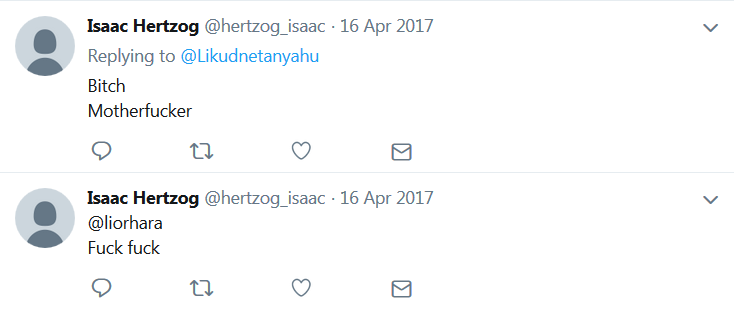 Isaac Hertzog @hertzog_isaac · 16 Apr 2017
Replying to @Likudnetanyahu
Bitch
Motherfucker
Isaac Hertzog @hertzog_isaac · 16 Apr 2017
@liorhara
Fuck fuck